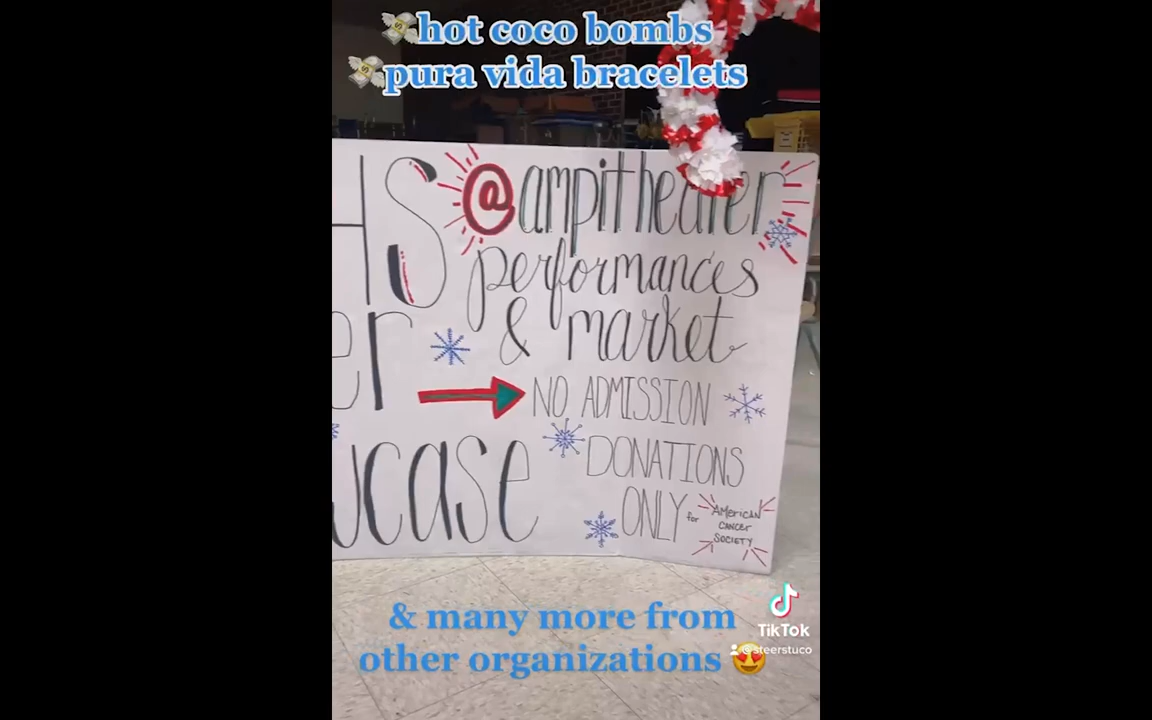 hot coco bombs
pura vida bracelets
HS @ampitheater
performances
& market
er
NO ADMISSION
DONATIONS
wcase
ONLY for AMERICAN
CANCER
SOCIETY
& many more from
other organizations
TikTok
@steerstuco